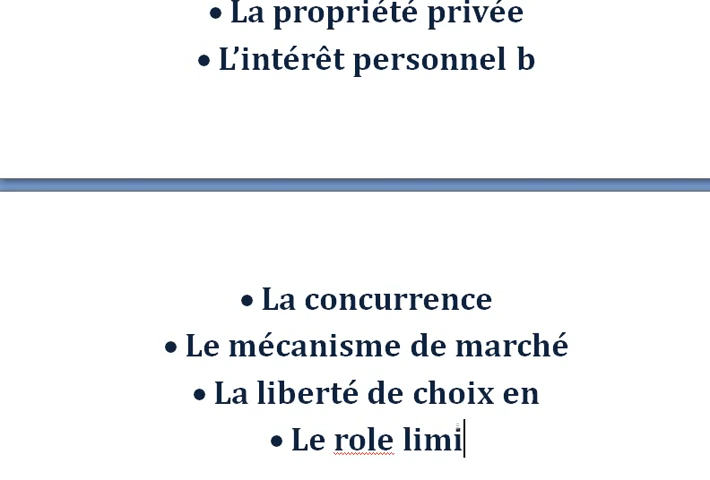 • La propriété privée
• L’intérêt personnel b
• La concurrence
• Le mécanisme de marché
• La liberté de choix en
• Le role limi